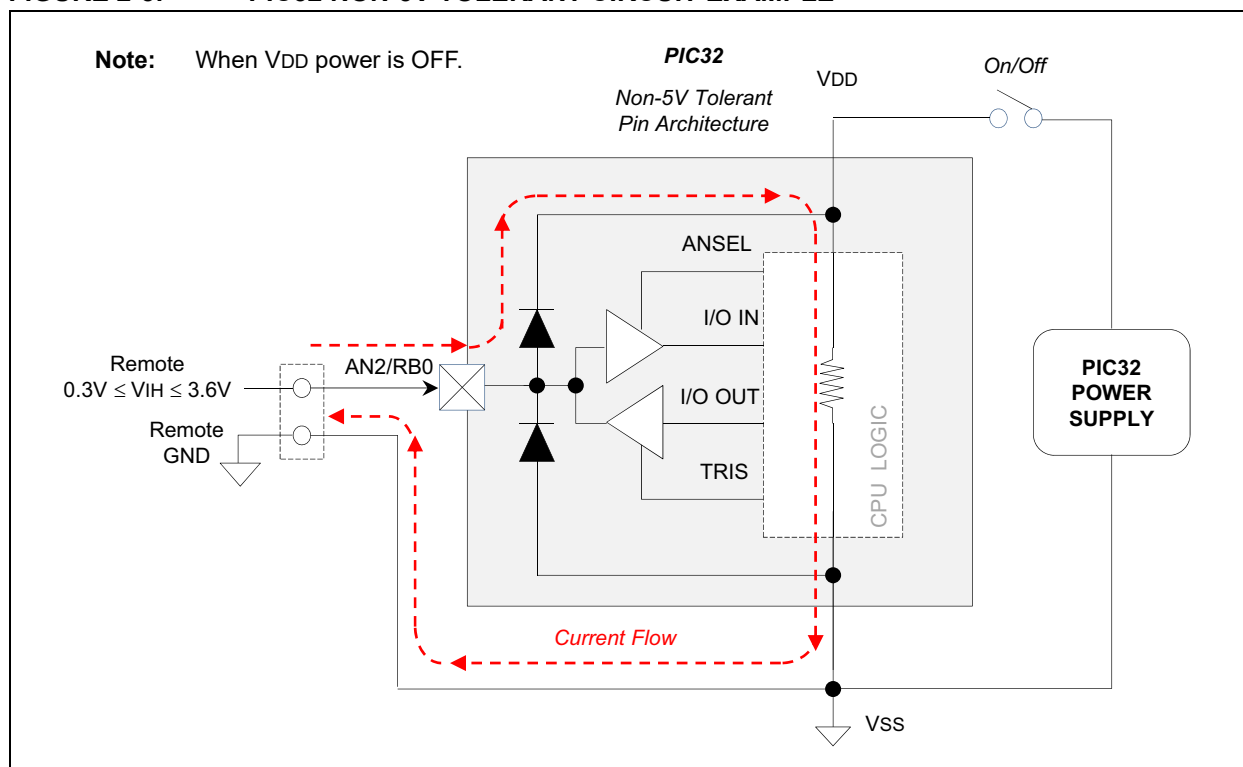 Note: When VDD power is OFF.
PIC32
Non-5V Tolerant
Pin Architecture
VDD
On/Off
ANSEL
I/O IN
AN2/RB0
Remote
0.3V ≤ VIH ≤ 3.6V
I/O OUT
Remote
GND
TRIS
CPU LOGIC
PIC32
POWER
SUPPLY
Current Flow
VSS